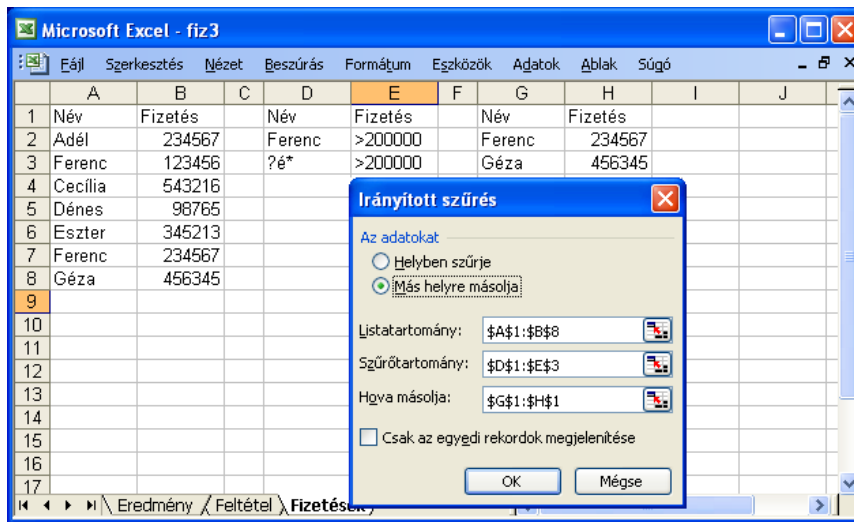 Microsoft Excel - fiz3
Fájl Szerkesztés Nézet Beszúrás Formátum Eszközök Adatok Ablak Súgó
A B C D E F G H I J
1 Név Fizetés Név Fizetés Név Fizetés
2 Adél 234567 Ferenc >200000 Ferenc 234567
3 Ferenc 123456 ?é* >200000 Géza 456345
4 Cecília 543216
5 Dénes 98765
6 Eszter 345213
7 Ferenc 234567
8 Géza 456345
9
10
11
12
13
14
15
16
17
Irányított szűrés
Az adatokat
Helyben szűrje
Más helyre másolja
Listatartomány: $A$1:$B$8
Szűrőtartomány: $D$1:$E$3
Hova másolja: $G$1:$H$1
Csak az egyedi rekordok megjelenítése
OK Mégse
Eredmény Feltétel Fizetések